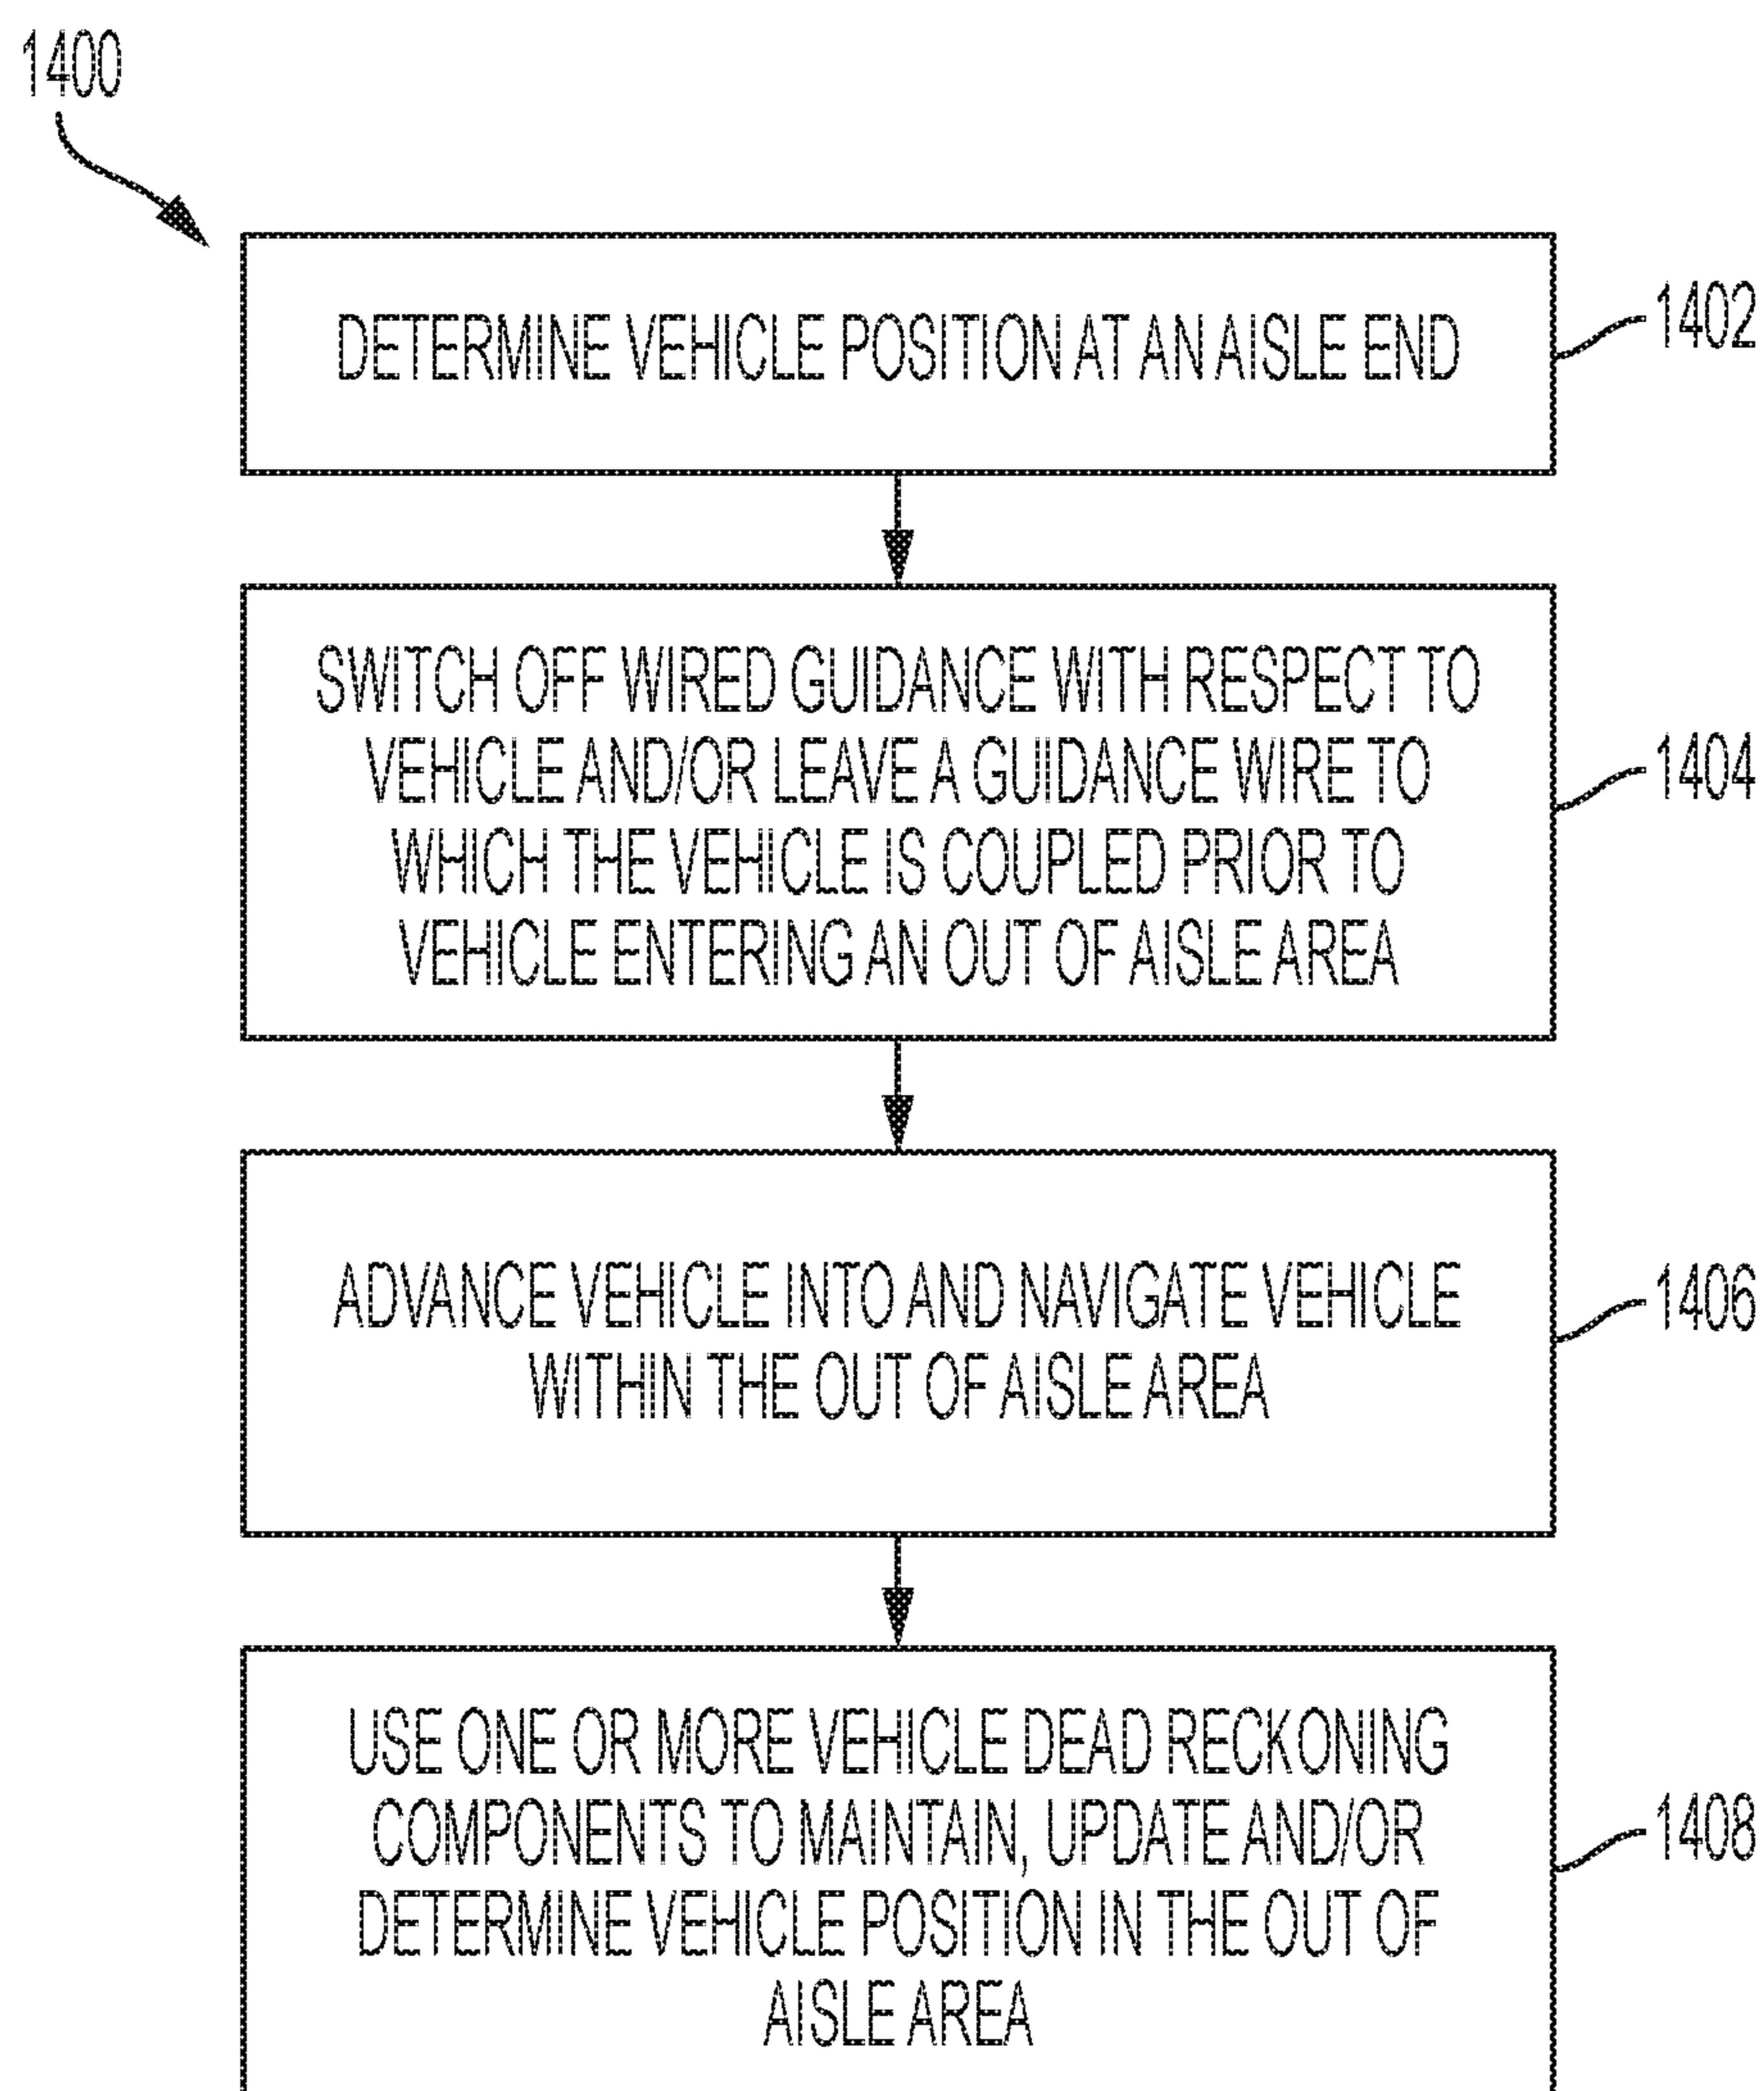 1400
DETERMINE VEHICLE POSITION AT AN AISLE END
1402
SWITCH OFF WIRED GUIDANCE WITH RESPECT TO
VEHICLE AND/OR LEAVE A GUIDANCE WIRE TO
WHICH THE VEHICLE IS COUPLED PRIOR TO
VEHICLE ENTERING AN OUT OF AISLE AREA
1404
ADVANCE VEHICLE INTO AND NAVIGATE VEHICLE
WITHIN THE OUT OF AISLE AREA
1406
USE ONE OR MORE VEHICLE DEAD RECKONING
COMPONENTS TO MAINTAIN, UPDATE AND/OR
DETERMINE VEHICLE POSITION IN THE OUT OF
AISLE AREA
1408